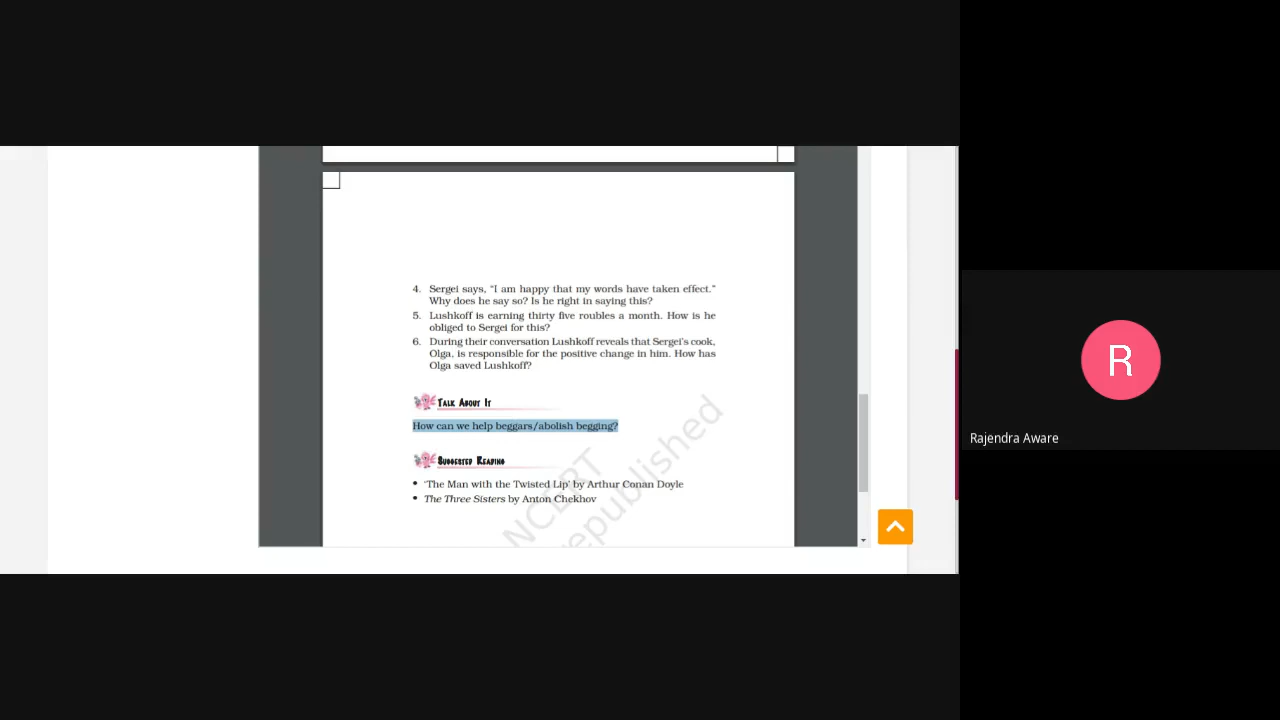 4. Sergei says, “I am happy that my words have taken effect.”
Why does he say so? Is he right in saying this?
5. Lushkoff is earning thirty five roubles a month. How is he
obliged to Sergei for this?
6. During their conversation Lushkoff reveals that Sergei’s cook,
Olga, is responsible for the positive change in him. How has
Olga saved Lushkoff?
TALK ABOUT IT
How can we help beggars/abolish begging?
SUGGESTED READING
• ‘The Man with the Twisted Lip’ by Arthur Conan Doyle
• The Three Sisters by Anton Chekhov
NCERT
republished
R
Rajendra Aware